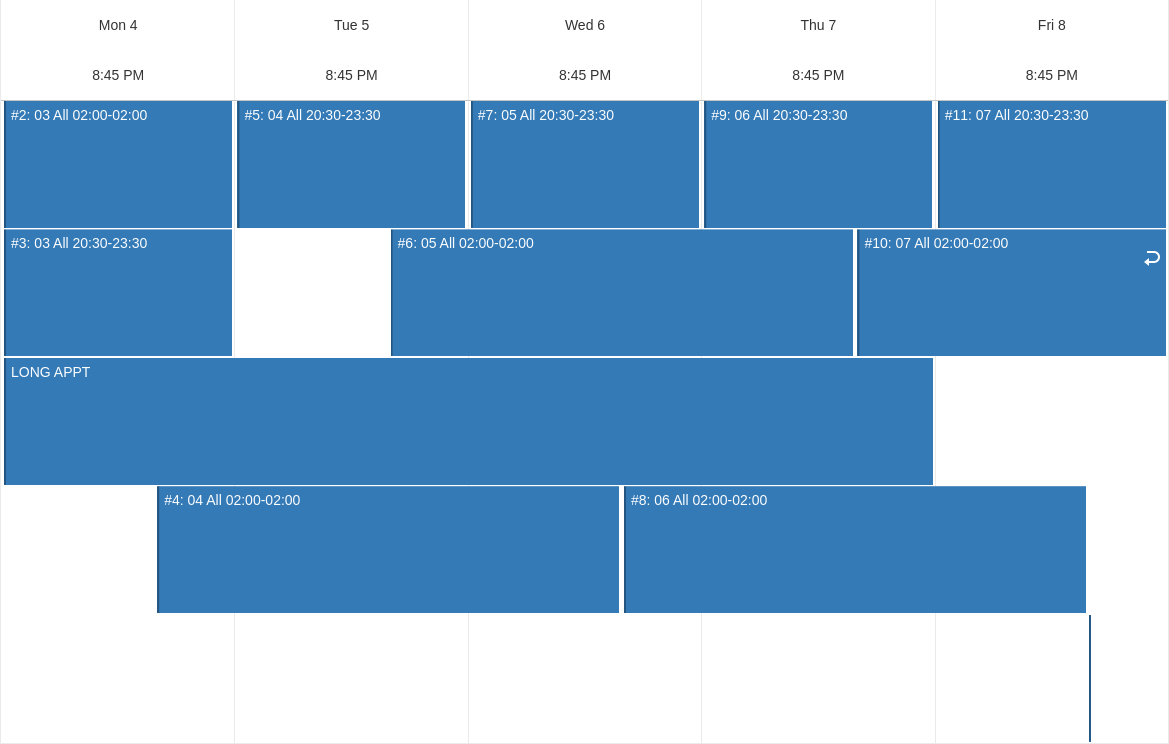 Mon 4
Tue 5
Wed 6
Thu 7
Fri 8
8:45 PM
8:45 PM
8:45 PM
8:45 PM
8:45 PM
#2: 03 All 02:00-02:00
#5: 04 All 20:30-23:30
#7: 05 All 20:30-23:30
#9: 06 All 20:30-23:30
#11: 07 All 20:30-23:30
#3: 03 All 20:30-23:30
#6: 05 All 02:00-02:00
#10: 07 All 02:00-02:00
LONG APPT
#4: 04 All 02:00-02:00
#8: 06 All 02:00-02:00